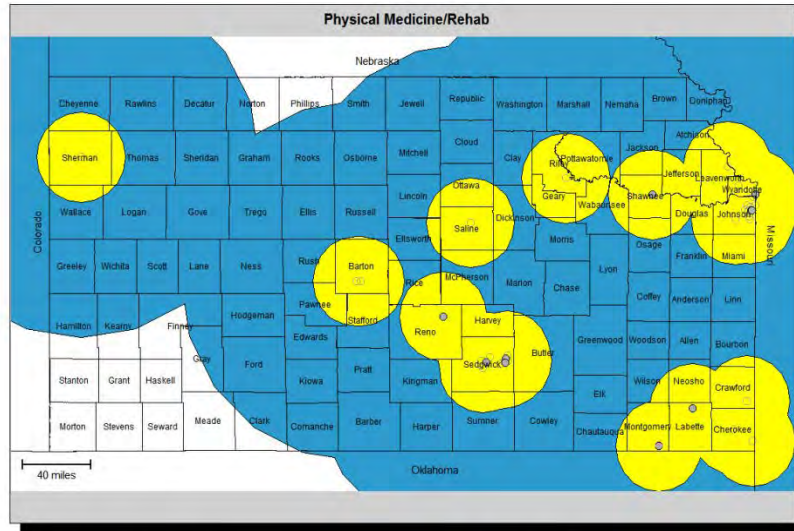 Physical Medicine/Rehab
Nebraska
Cheyenne Rawlins Decatur Norton Phillips Smith Jewell Republic Washington Marshall Nemaha Brown Doniphan
Atchison
Sherman Thomas Sheridan Graham Rooks Osborne Mitchell Cloud Clay Riley Pottawatomie Jackson
Jefferson Leavenworth
Wyandotte
Lincoln Ottawa
Geary Wabaunsee Shawnee
Wallace Logan Gove Trego Ellis Russell Saline Dickinson Douglas Johnson
Colorado
Missouri
Ellsworth Morris Osage
Greeley Wichita Scott Lane Ness Rush Barton Rice McPherson Marion Chase Lyon Franklin Miami
Pawnee Stafford
Coffey Anderson Linn
Hamilton Kearny Finney Hodgeman Edwards Reno Harvey
Gray Ford Pratt Sedgwick Butler Greenwood Woodson Allen Bourbon
Stanton Grant Haskell Kiowa Kingman Elk Wilson Neosho Crawford
Morton Stevens Seward Meade Clark Comanche Barber Harper Sumner Cowley Chautauqua Montgomery Labette Cherokee
40 miles
Oklahoma